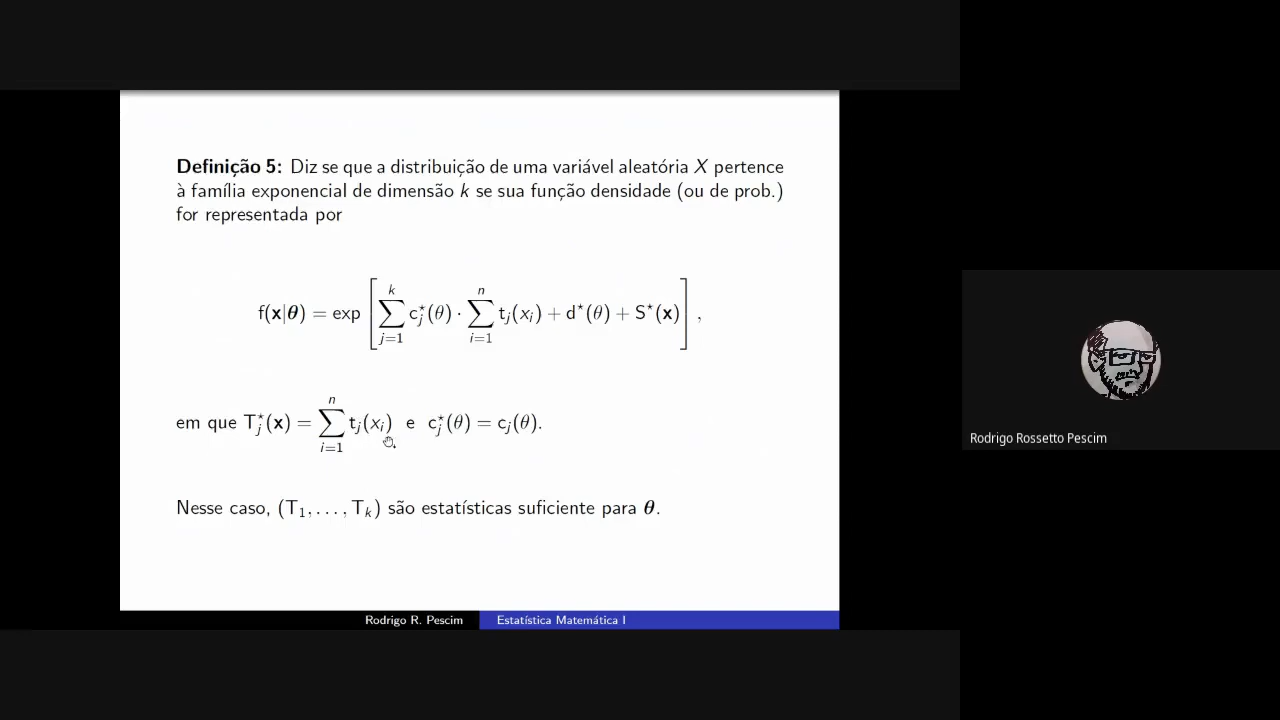 Definição 5: Diz se que a distribuição de uma variável aleatória X pertence
à família exponencial de dimensão k se sua função densidade (ou de prob.)
for representada por
f(x|θ) = exp [ ∑_{j=1}^{k} c_j^⋆(θ) · ∑_{i=1}^{n} t_j(x_i) + d^⋆(θ) + S^⋆(x) ] ,
em que T_j^⋆(x) = ∑_{i=1}^{n} t_j(x_i) e c_j^⋆(θ) = c_j(θ).
Nesse caso, (T_1, . . . , T_k) são estatísticas suficiente para θ.
Rodrigo R. Pescim Estatística Matemática I
Rodrigo Rossetto Pescim